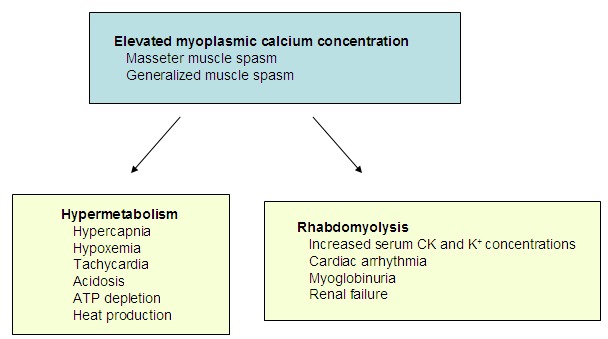 Elevated myoplasmic calcium concentration
Masseter muscle spasm
Generalized muscle spasm
Hypermetabolism
Hypercapnia
Hypoxemia
Tachycardia
Acidosis
ATP depletion
Heat production
Rhabdomyolysis
Increased serum CK and K⁺ concentrations
Cardiac arrhythmia
Myoglobinuria
Renal failure